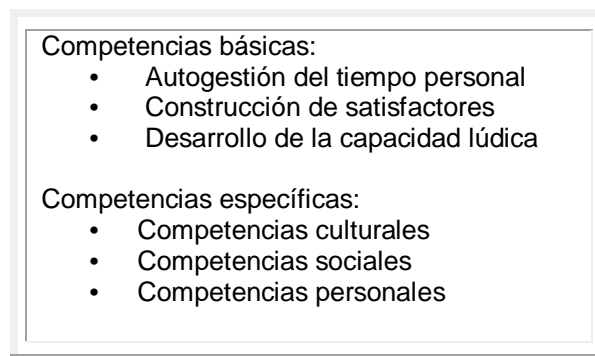 Competencias básicas:
• Autogestión del tiempo personal
• Construcción de satisfactores
• Desarrollo de la capacidad lúdica
Competencias específicas:
• Competencias culturales
• Competencias sociales
• Competencias personales